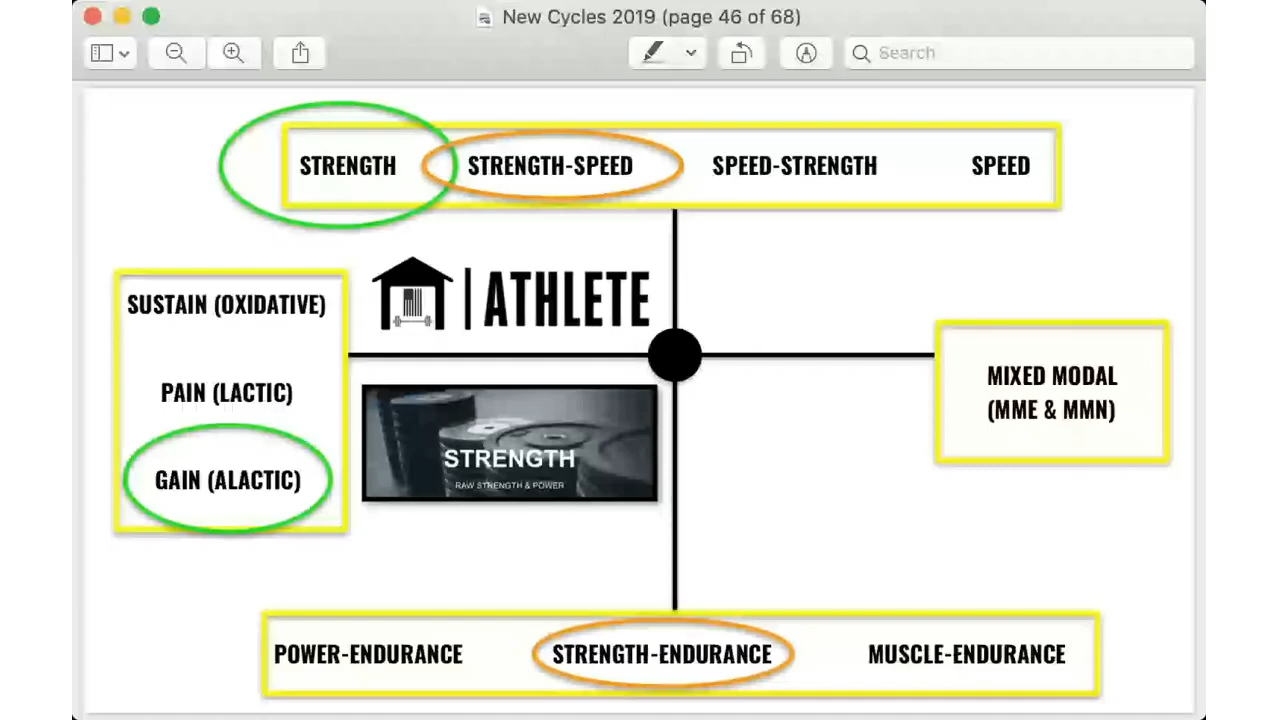 New Cycles 2019 (page 46 of 68)
Search
STRENGTH STRENGTH-SPEED SPEED-STRENGTH SPEED
ATHLETE
SUSTAIN (OXIDATIVE)
PAIN (LACTIC)
GAIN (ALACTIC)
STRENGTH
RAW STRENGTH & POWER
MIXED MODAL
(MME & MMN)
POWER-ENDURANCE STRENGTH-ENDURANCE MUSCLE-ENDURANCE